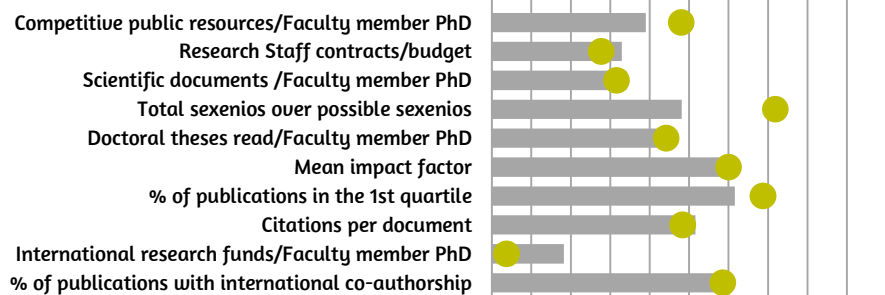 Competitive public resources/Faculty member PhD
Research Staff contracts/budget
Scientific documents /Faculty member PhD
Total sexenios over possible sexenios
Doctoral theses read/Faculty member PhD
Mean impact factor
% of publications in the 1st quartile
Citations per document
International research funds/Faculty member PhD
% of publications with international co-authorship